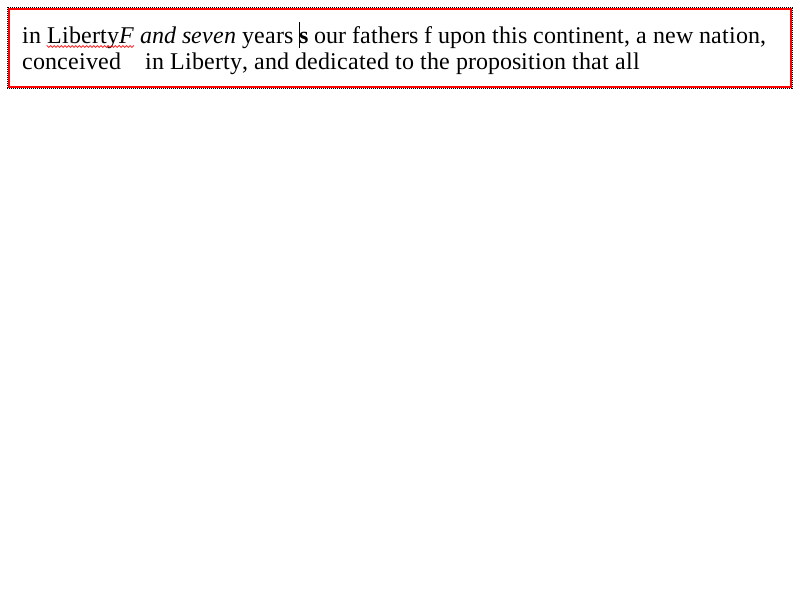 in LibertyF and seven years s our fathers f upon this continent, a new nation,
conceived    in Liberty, and dedicated to the proposition that all